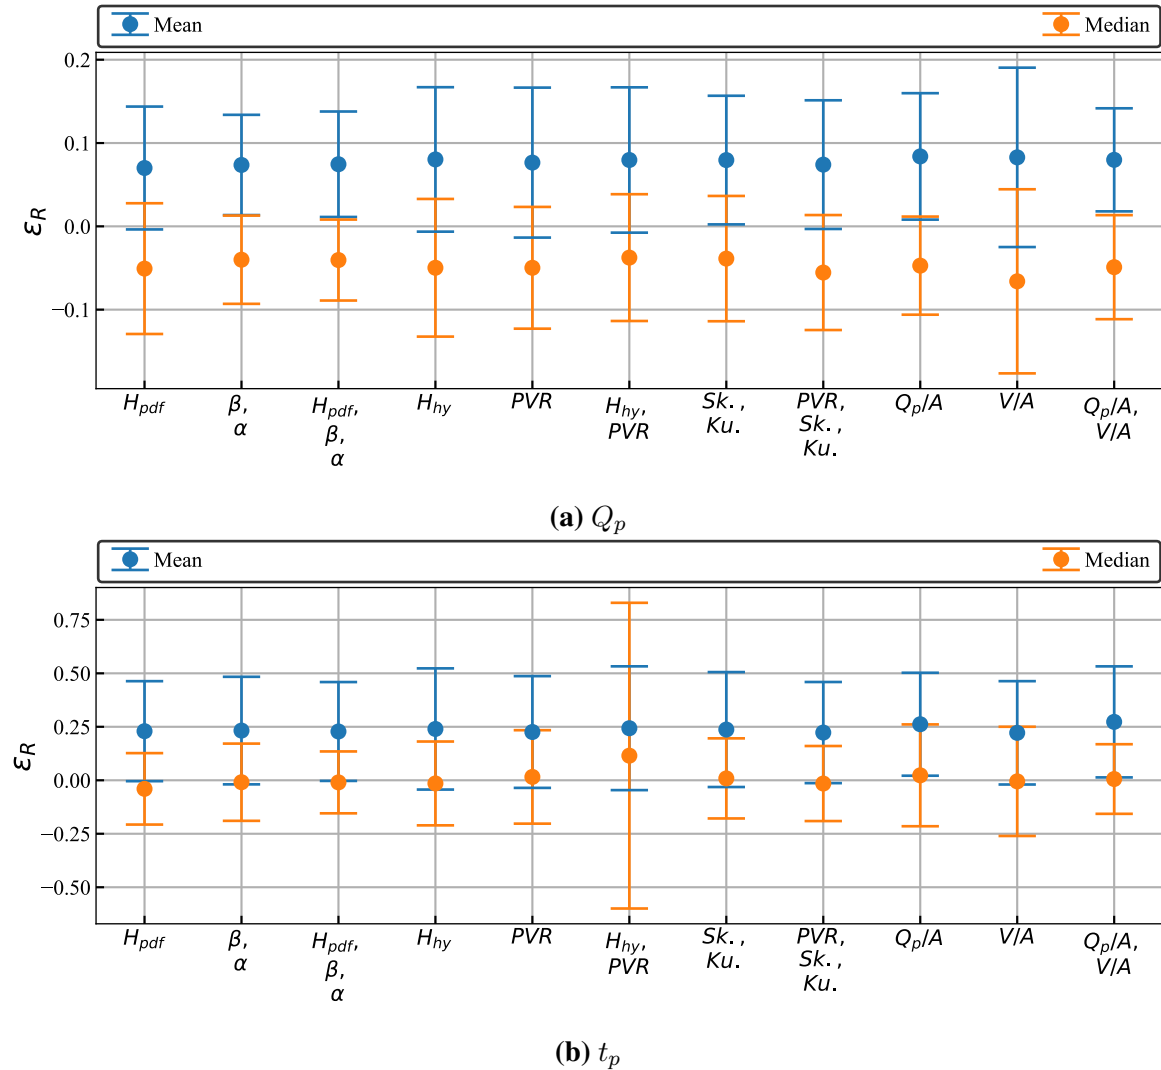 Mean Median
0.2
0.1
0.0
−0.1
ε_R
H_pdf β, H_pdf, H_hy PVR H_hy, Sk., PVR, Q_p/A V/A Q_p/A,
α β, PVR Ku. Sk., V/A
α Ku.
(a) Q_p
Mean Median
0.75
0.50
0.25
0.00
−0.25
−0.50
ε_R
H_pdf β, H_pdf, H_hy PVR H_hy, Sk., PVR, Q_p/A V/A Q_p/A,
α β, PVR Ku. Sk., V/A
α Ku.
(b) t_p